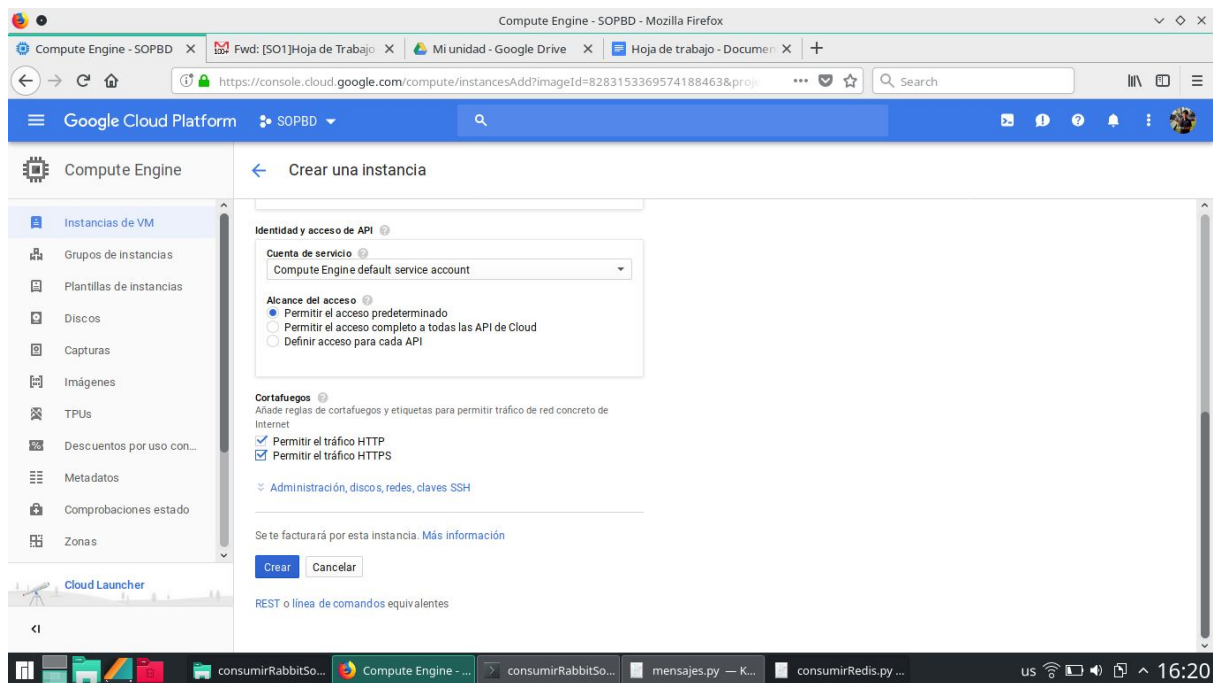 Compute Engine - SOPBD - Mozilla Firefox
Compute Engine - SOPBD
Fwd: [SO1]Hoja de Trabajo
Mi unidad - Google Drive
Hoja de trabajo - Documen
https://console.cloud.google.com/compute/instancesAdd?imageId=8283153369574188463&proj
Search
Google Cloud Platform
SOPBD
Compute Engine
Crear una instancia
Instancias de VM
Grupos de instancias
Plantillas de instancias
Discos
Capturas
Imágenes
TPUs
Descuentos por uso con...
Metadatos
Comprobaciones estado
Zonas
Cloud Launcher
Identidad y acceso de API
Cuenta de servicio
Compute Engine default service account
Alcance del acceso
Permitir el acceso predeterminado
Permitir el acceso completo a todas las API de Cloud
Definir acceso para cada API
Cortafuegos
Añade reglas de cortafuegos y etiquetas para permitir tráfico de red concreto de
Internet
Permitir el tráfico HTTP
Permitir el tráfico HTTPS
Administración, discos, redes, claves SSH
Se te facturará por esta instancia. Más información
Crear
Cancelar
REST o línea de comandos equivalentes
consumirRabbitSo...
Compute Engine - ...
consumirRabbitSo...
mensajes.py — K...
consumirRedis.py ...
us
16:20